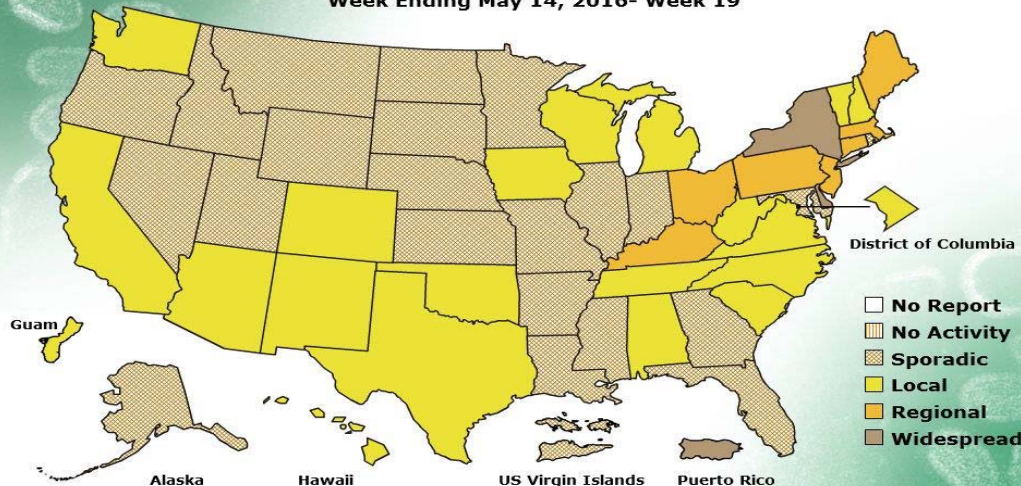 Week Ending May 14, 2016- Week 19
District of Columbia
No Report
Guam
No Activity
Sporadic
Local
Regional
Widespread
Alaska
Hawaii
US Virgin Islands
Puerto Rico